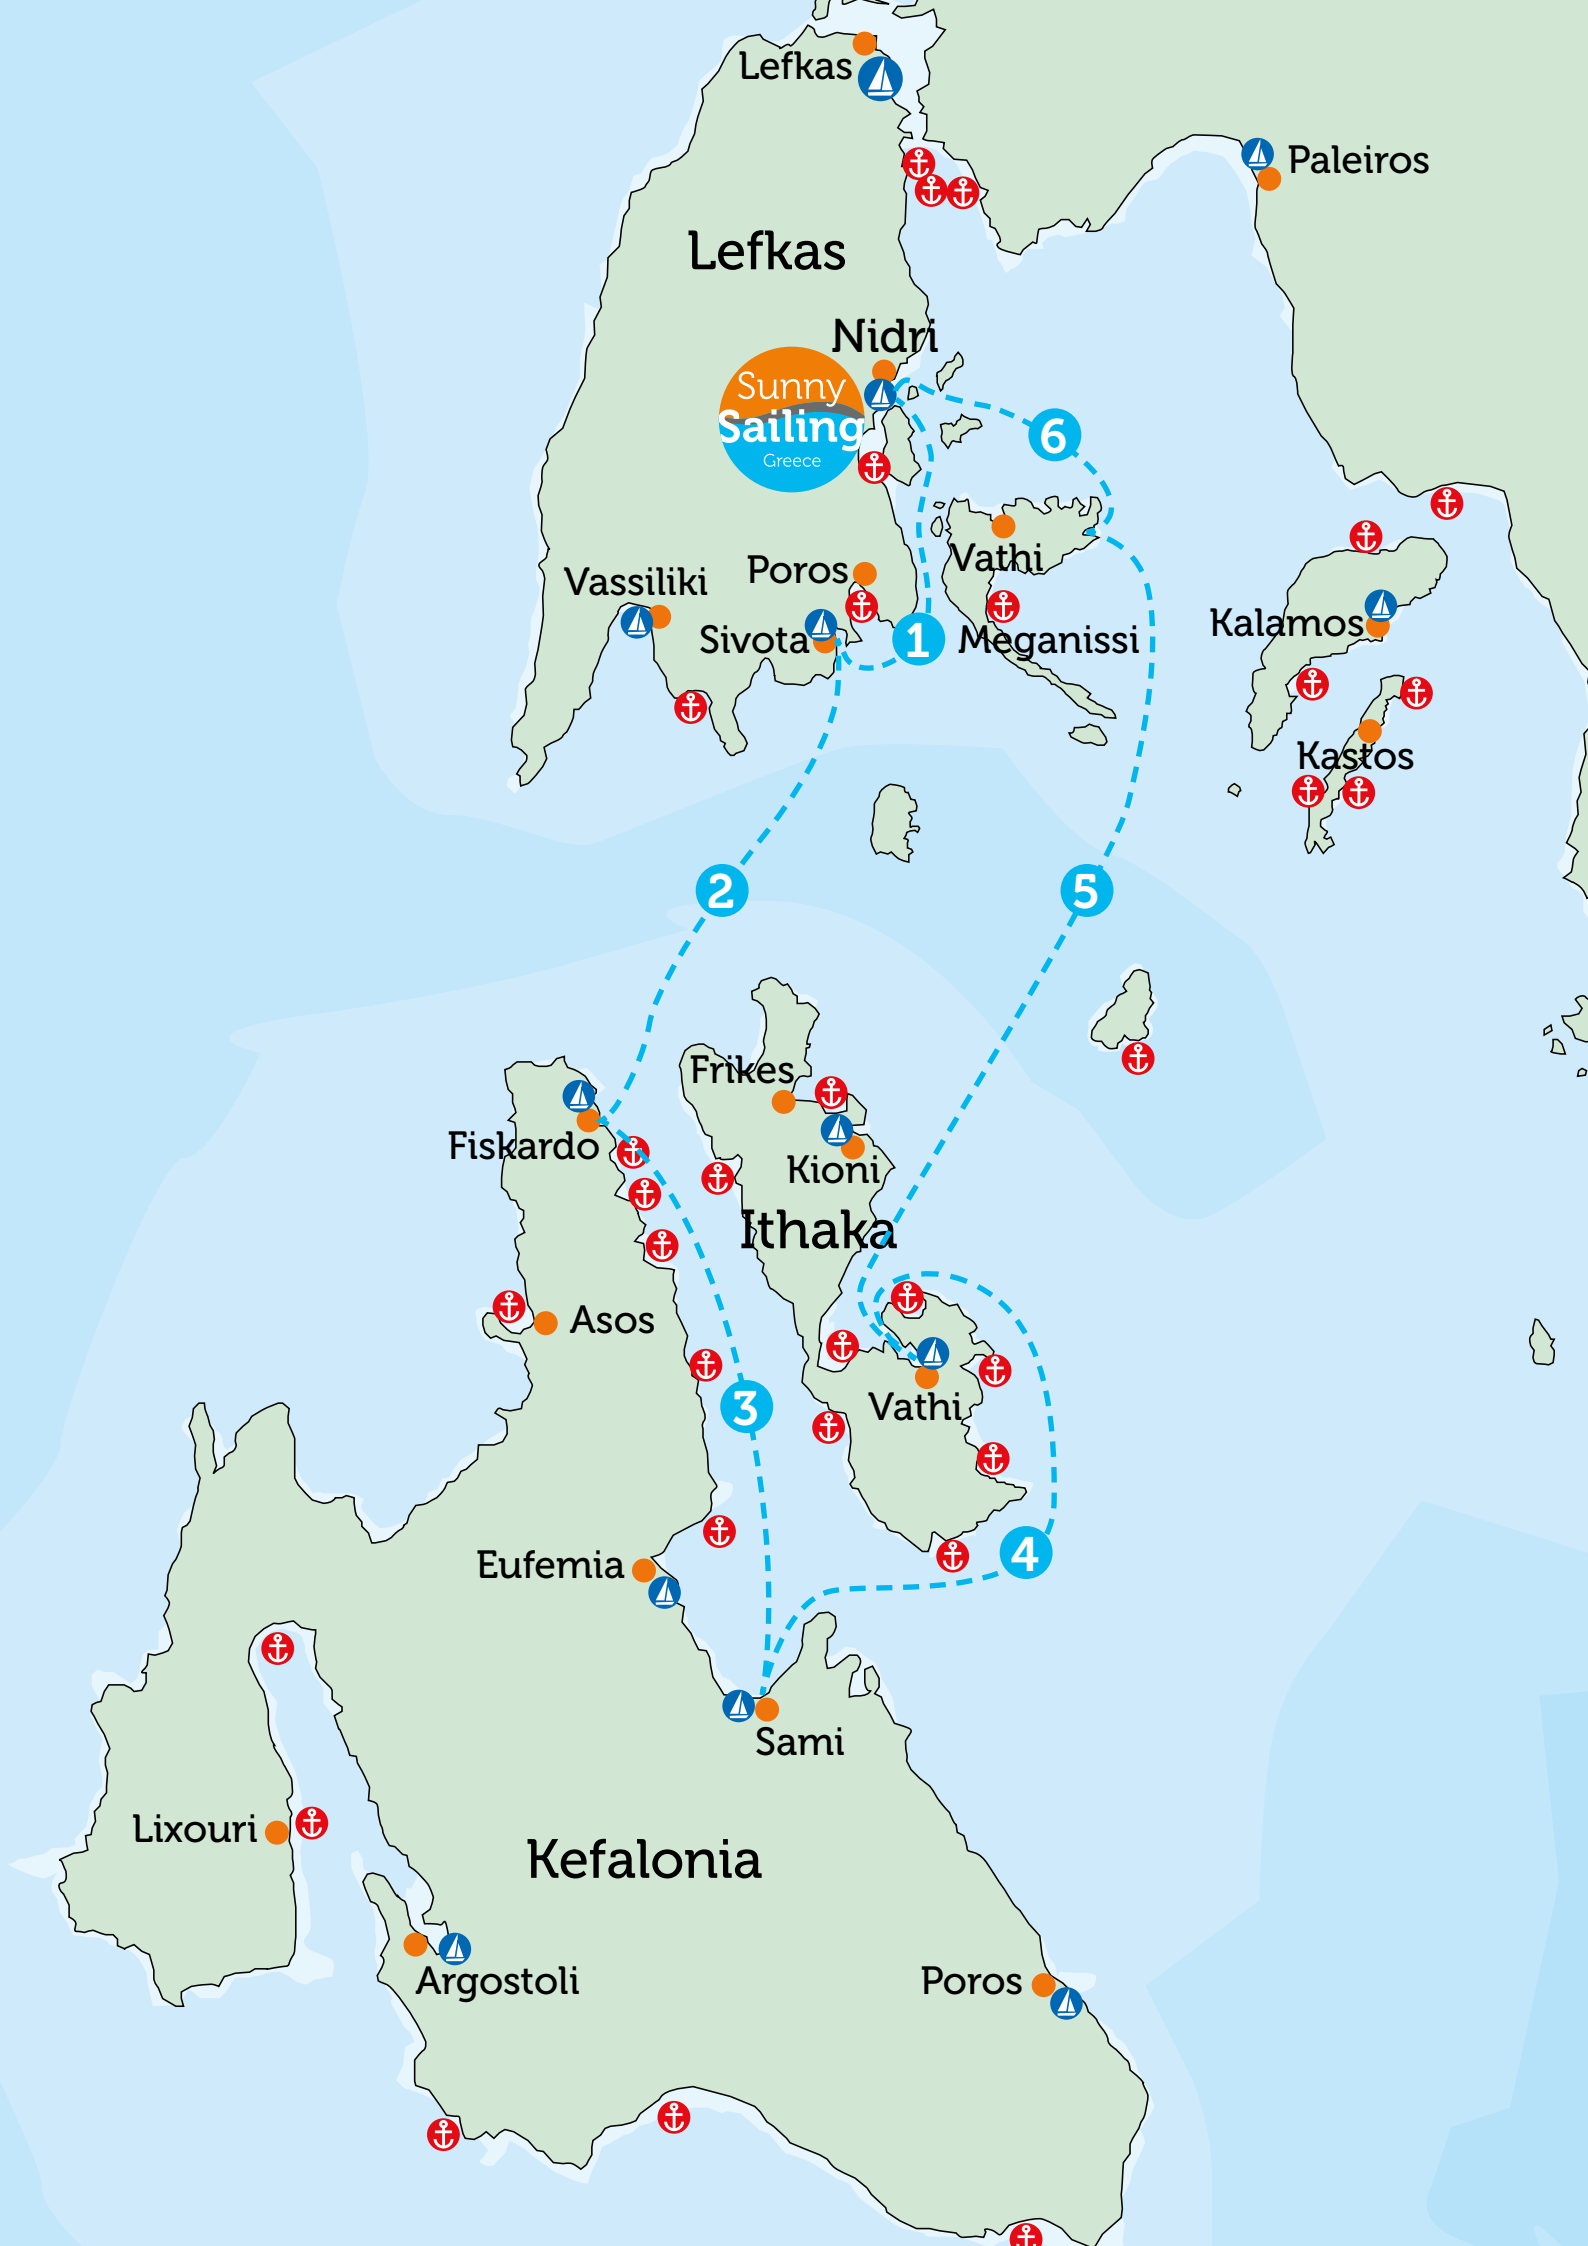 Lefkas
Paleiros
Lefkas
Nidri
Sunny
Sailing
Greece
6
Vathi
Poros
Vassiliki
Sivota
1
Meganissi
Kalamos
Kastos
2
5
Frikes
Fiskardo
Kioni
Ithaka
Asos
3
Vathi
4
Eufemia
Sami
Lixouri
Kefalonia
Argostoli
Poros